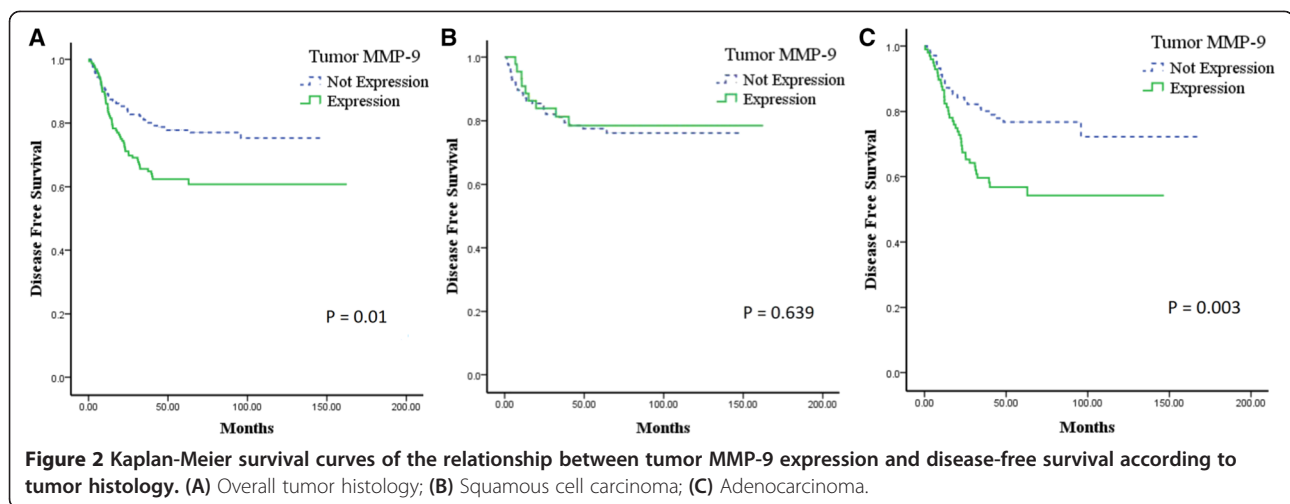 A
Tumor MMP-9
Not Expression
Expression
1.0
0.8
0.6
0.4
0.2
0.0
Disease Free Survival
P = 0.01
0.00 50.00 100.00 150.00 200.00
Months
B
Tumor MMP-9
Not Expression
Expression
1.0
0.8
0.6
0.4
0.2
0.0
Disease Free Survival
P = 0.639
0.00 50.00 100.00 150.00 200.00
Months
C
Tumor MMP-9
Not Expression
Expression
1.0
0.8
0.6
0.4
0.2
0.0
Disease Free Survival
P = 0.003
0.00 50.00 100.00 150.00 200.00
Months
Figure 2 Kaplan-Meier survival curves of the relationship between tumor MMP-9 expression and disease-free survival according to
tumor histology. (A) Overall tumor histology; (B) Squamous cell carcinoma; (C) Adenocarcinoma.